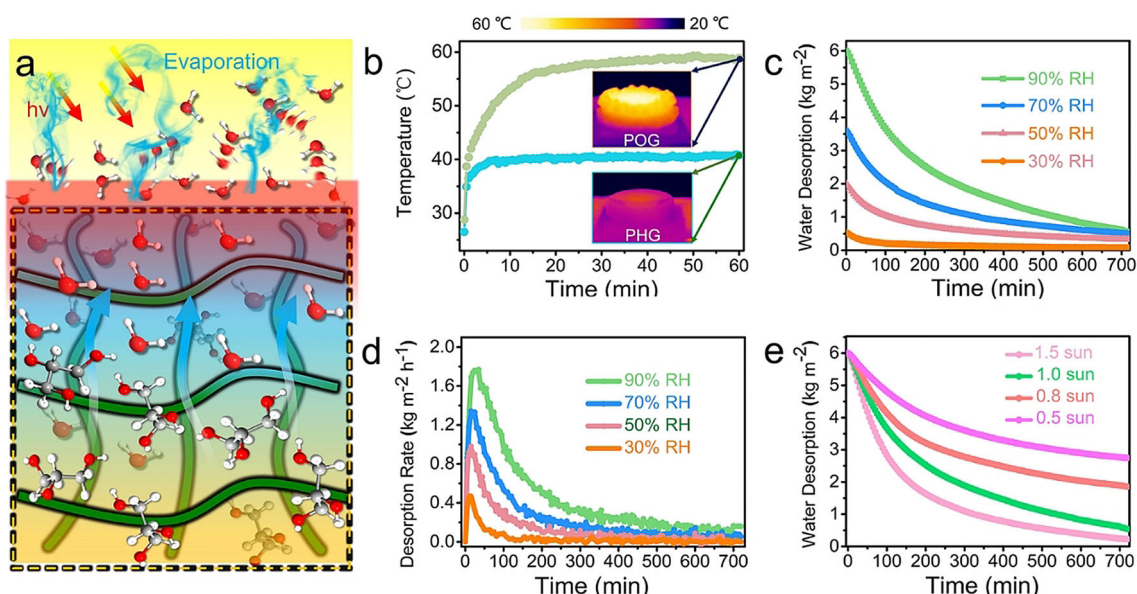 a
Evaporation
hν
b
60 ℃
20 ℃
Temperature (℃)
60
50
40
30
POG
PHG
0
10
20
30
40
50
60
Time (min)
c
Water Desorption (kg m⁻²)
6
5
4
3
2
1
0
90% RH
70% RH
50% RH
30% RH
0
100
200
300
400
500
600
700
Time (min)
d
Desorption Rate (kg m⁻² h⁻¹)
2.0
1.6
1.2
0.8
0.4
0.0
90% RH
70% RH
50% RH
30% RH
0
100
200
300
400
500
600
700
Time (min)
e
Water Desorption (kg m⁻²)
6
5
4
3
2
1
0
1.5 sun
1.0 sun
0.8 sun
0.5 sun
0
100
200
300
400
500
600
700
Time (min)